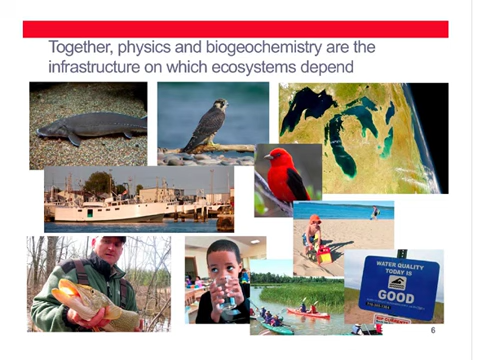 Together, physics and biogeochemistry are the
infrastructure on which ecosystems depend
WATER QUALITY
TODAY IS
GOOD
6